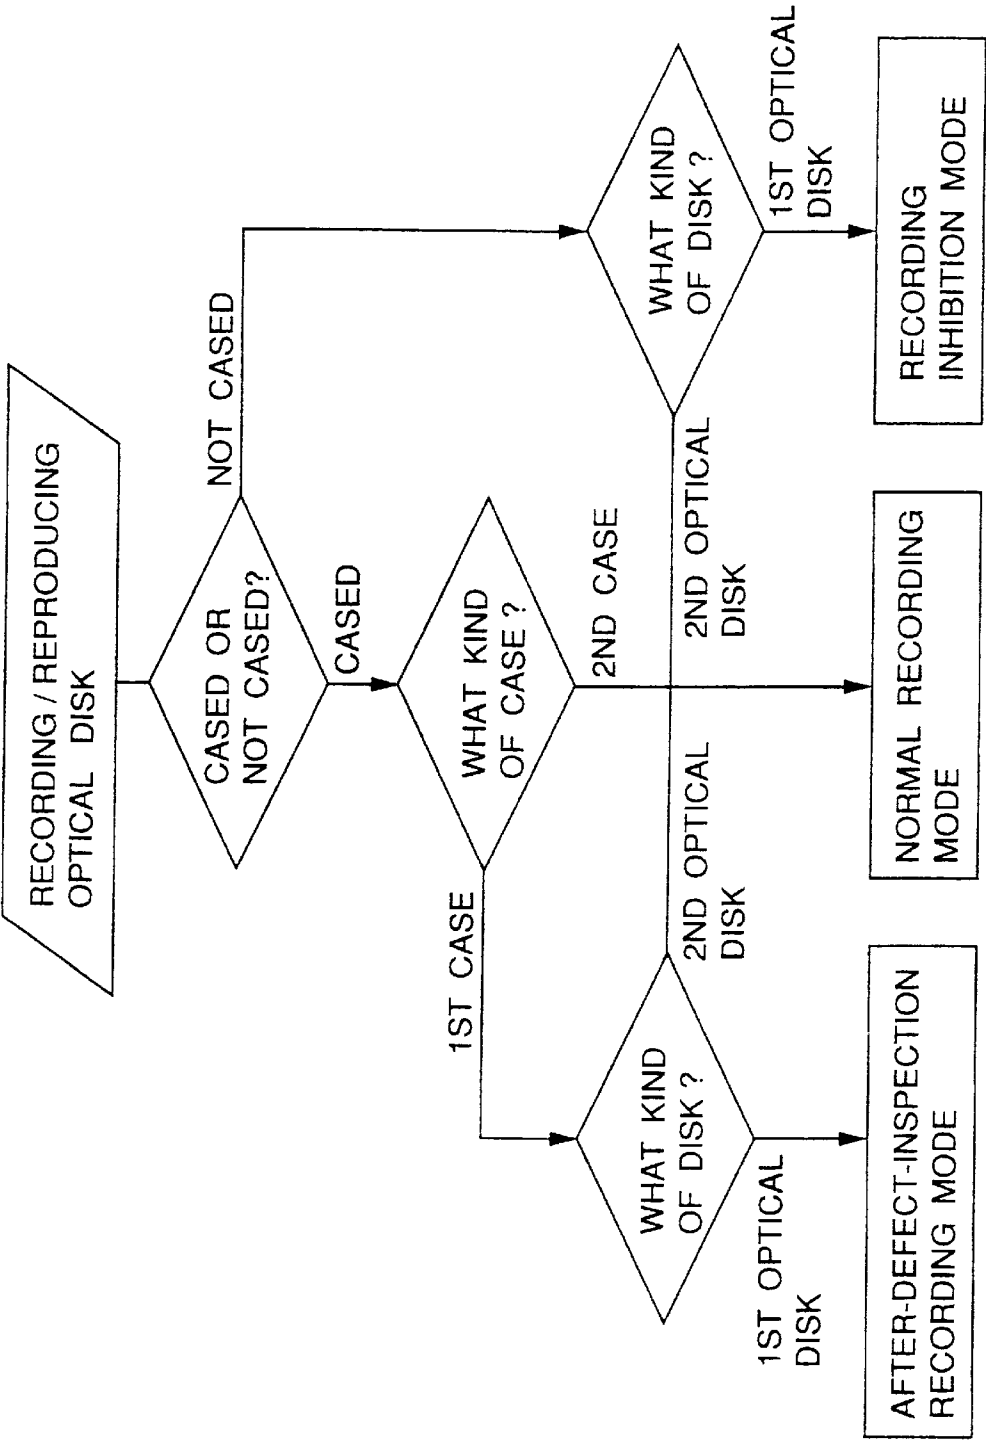 RECORDING / REPRODUCING
OPTICAL DISK
CASED OR
NOT CASED?
NOT CASED
CASED
WHAT KIND
OF CASE ?
1ST CASE
2ND CASE
WHAT KIND
OF DISK ?
2ND OPTICAL
DISK
2ND OPTICAL
DISK
WHAT KIND
OF DISK ?
1ST OPTICAL
DISK
1ST OPTICAL
DISK
AFTER-DEFECT-INSPECTION
RECORDING MODE
NORMAL RECORDING
MODE
RECORDING
INHIBITION MODE